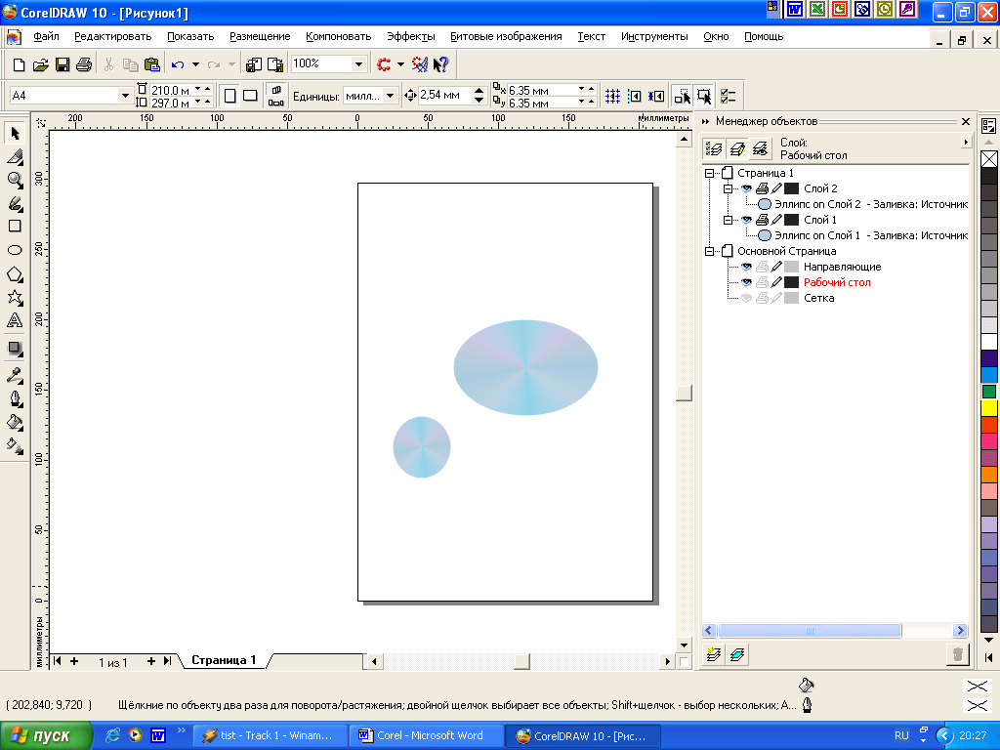 CorelDRAW 10 - [Рисунок1]
Файл Редактировать Показать Размещение Компоновать Эффекты Битовые изображения Текст Инструменты Окно Помощь
100%
A4 210.0 м 297.0 м Единицы: милл... 2,54 мм x 6.35 мм y 6.35 мм
200 150 100 50 0 50 100 150 миллиметры
Менеджер объектов
Слой:
Рабочий стол
Страница 1
Слой 2
Эллипс on Слой 2 - Заливка: Источник
Слой 1
Эллипс on Слой 1 - Заливка: Источник
Основной Страница
Направляющие
Рабочий стол
Сетка
300
250
200
150
100
50
0
миллиметры
1 из 1 Страница 1
( 202,840; 9,720 ) Щёлкние по объекту два раза для поворота/растяжения; двойной щелчок выбирает все объекты; Shift+щелчок - выбор нескольких; А...
пуск tist - Track 1 - Winam... Corel - Microsoft Word CorelDRAW 10 - [Рис... RU 20:27